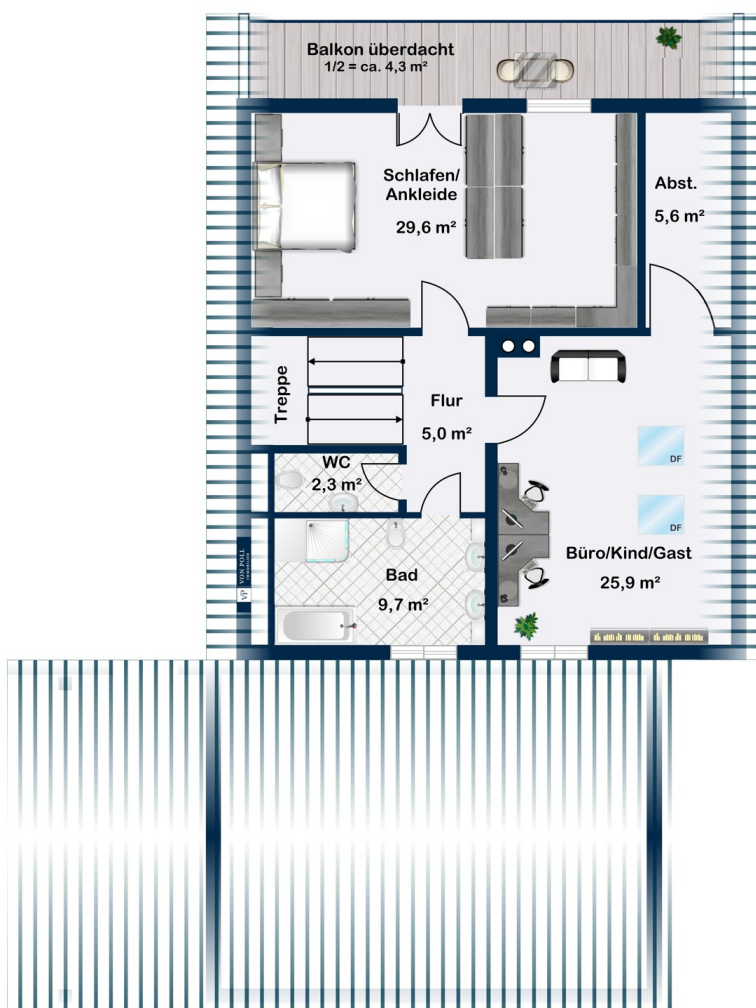 Balkon überdacht
1/2 = ca. 4,3 m²
Schlafen/
Ankleide
29,6 m²
Abst.
5,6 m²
Treppe
Flur
5,0 m²
WC
2,3 m²
DF
DF
Büro/Kind/Gast
25,9 m²
Bad
9,7 m²
VP
VON POLL
IMMOBILIEN